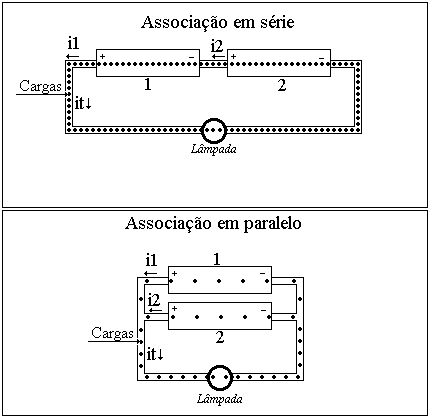 Associação em série
i1 i2
+ − + −
1 2
Cargas
it↓
Lâmpada
Associação em paralelo
1
i1
+ −
i2
+ −
2
Cargas
it↓
Lâmpada